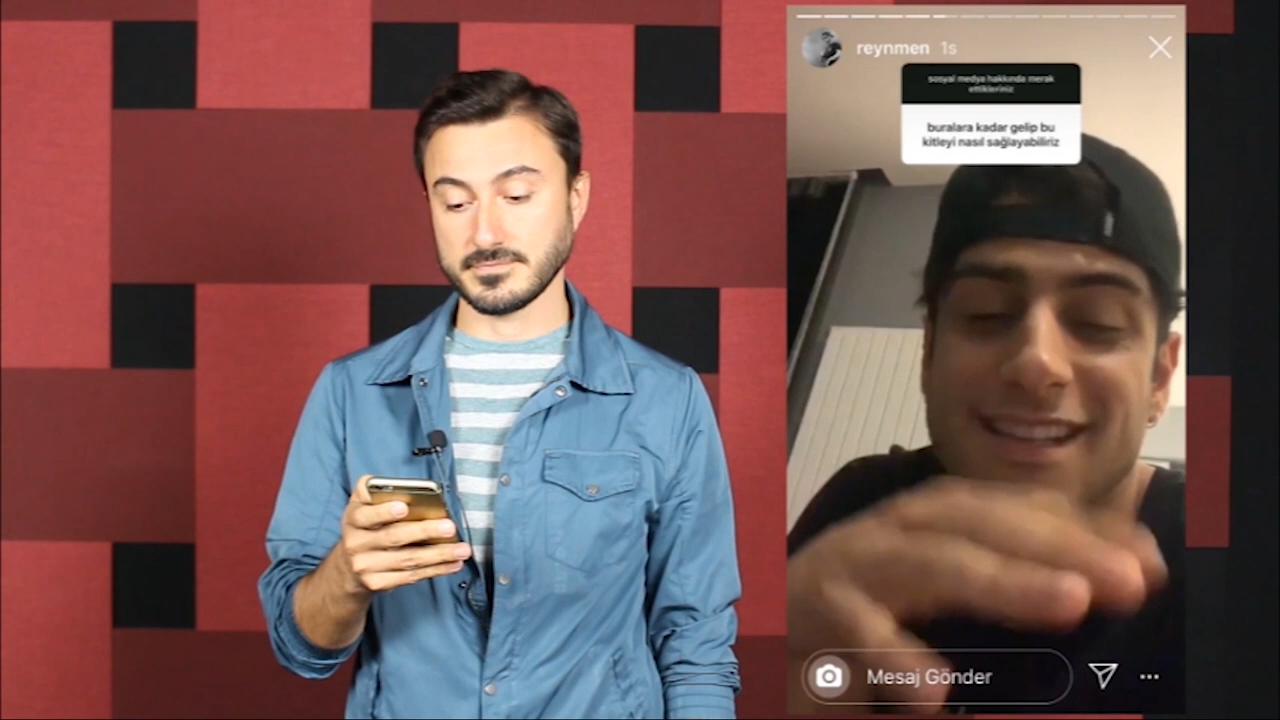 reynmen 1s
sosyal medya hakkında merak
ettikleriniz
buralara kadar gelip bu
kitleyi nasıl sağlayabiliriz
Mesaj Gönder